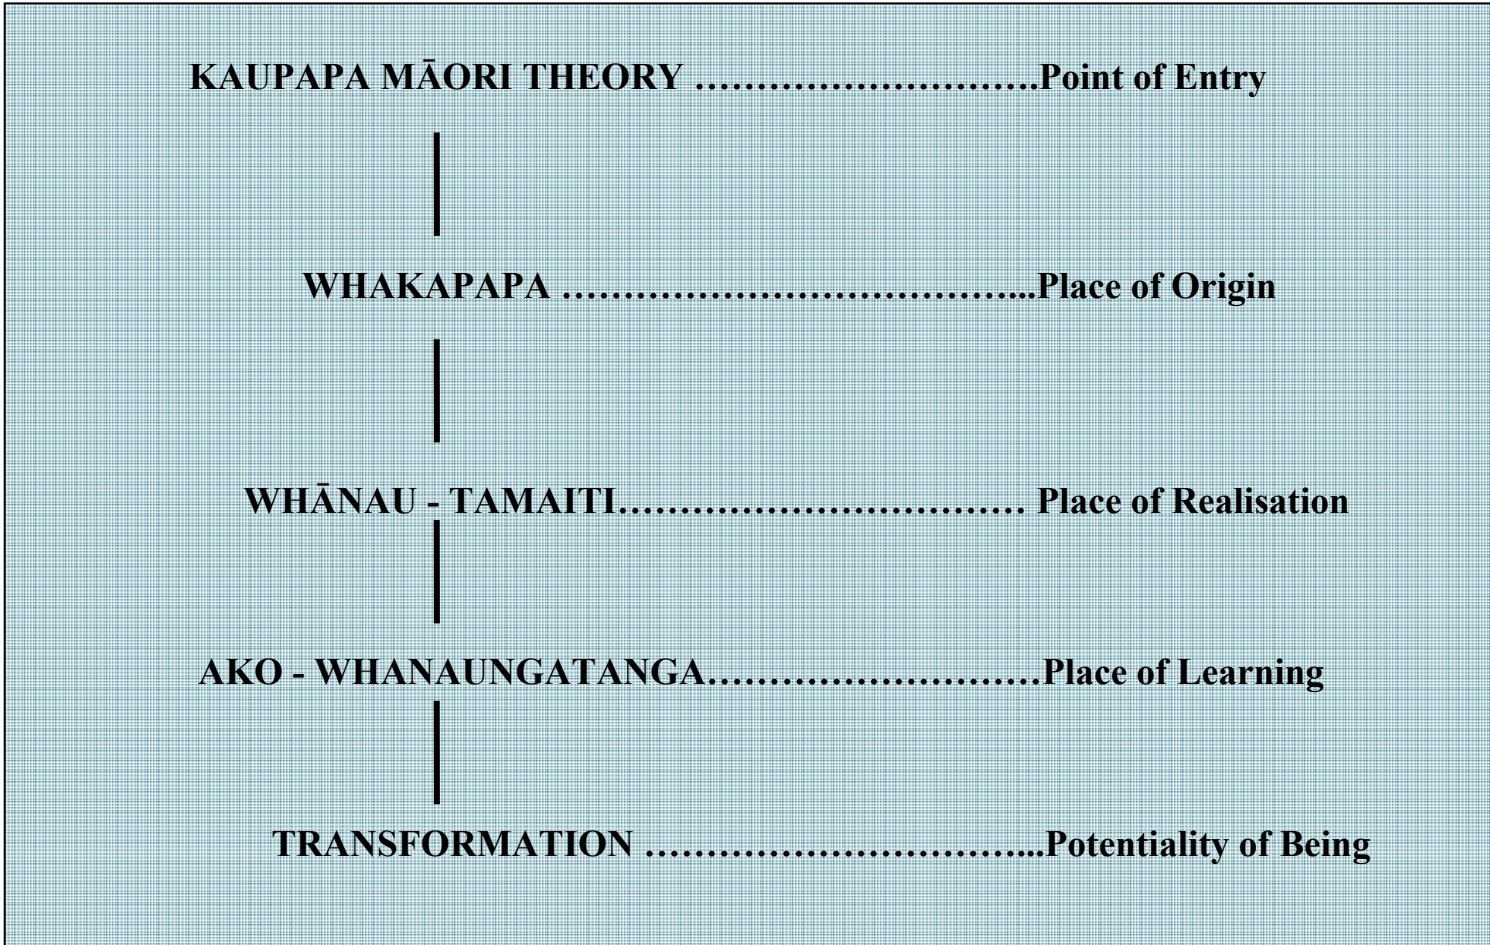 KAUPAPA MĀORI THEORY ……………………….Point of Entry
WHAKAPAPA ………………………………...Place of Origin
WHĀNAU - TAMAITI…………………………… Place of Realisation
AKO - WHANAUNGATANGA………………………Place of Learning
TRANSFORMATION …………………………...Potentiality of Being